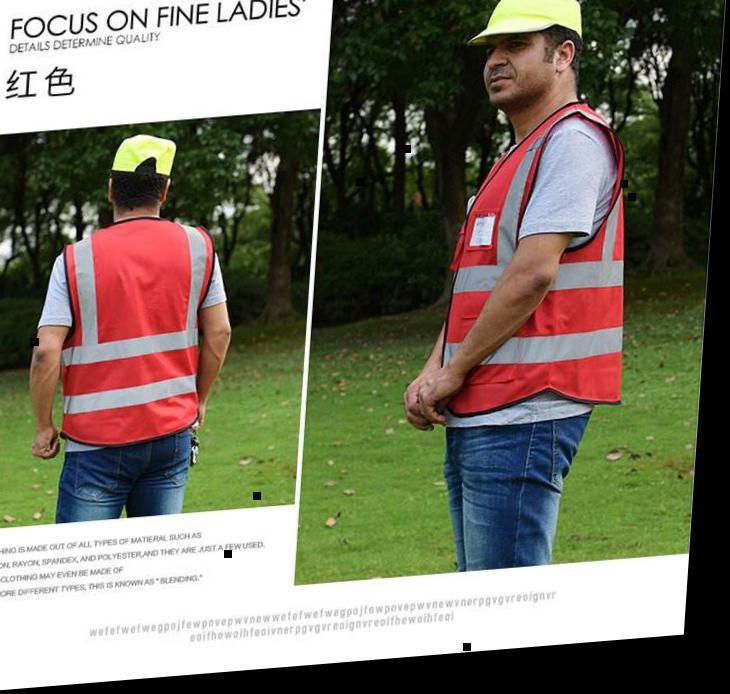 FOCUS ON FINE LADIES'
DETAILS DETERMINE QUALITY
红色
HING IS MADE OUT OF ALL TYPES OF MATIERAL SUCH AS
ON, RAYON, SPANDEX, AND POLYESTER,AND THEY ARE JUST A FEW USED.
CLOTHING MAY EVEN BE MADE OF
ORE DIFFERENT TYPES, THIS IS KNOWN AS " BLENDING."
wefefwefwegpojfewpnvepwvnewwefefwefwegpojfewpnvepwvnewvnerpgvgvreoignvr
eoifhewoihfeoivnerpgvgvreoignvreoifhewoihfeoi